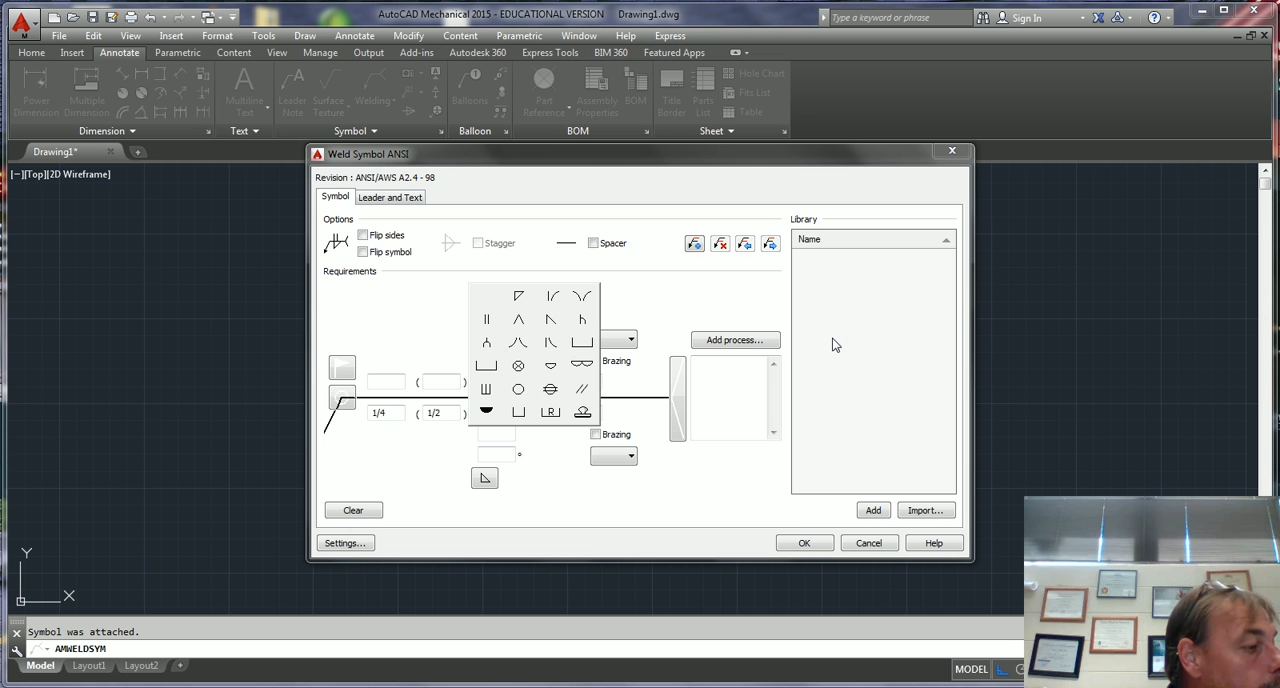 AutoCAD Mechanical 2015 - EDUCATIONAL VERSION Drawing1.dwg
Type a keyword or phrase
Sign In
M
File Edit View Insert Format Tools Draw Annotate Modify Content Parametric Window Help Express
Home Insert Annotate Parametric Content View Manage Output Add-ins Autodesk 360 Express Tools BIM 360 Featured Apps
Power Dimension
Multiple Dimension
Multiline Text
Leader Note
Surface Texture
Welding
Balloons
Part Reference
Assembly Properties
BOM
Title Border
Parts List
Hole Chart
Fits List
Table
Dimension Text Symbol Balloon BOM Sheet
Drawing1*
[−][Top][2D Wireframe]
Weld Symbol ANSI
Revision : ANSI/AWS A2.4 - 98
Symbol Leader and Text
Options
Flip sides
Flip symbol
Stagger
Spacer
Library
Name
Requirements
Add process...
Brazing
( )
1/4 ( 1/2 )
R
Brazing
°
Clear
Add Import...
Settings...
OK Cancel Help
Y
X
Symbol was attached.
AMWELDSYM
Model Layout1 Layout2 +
MODEL